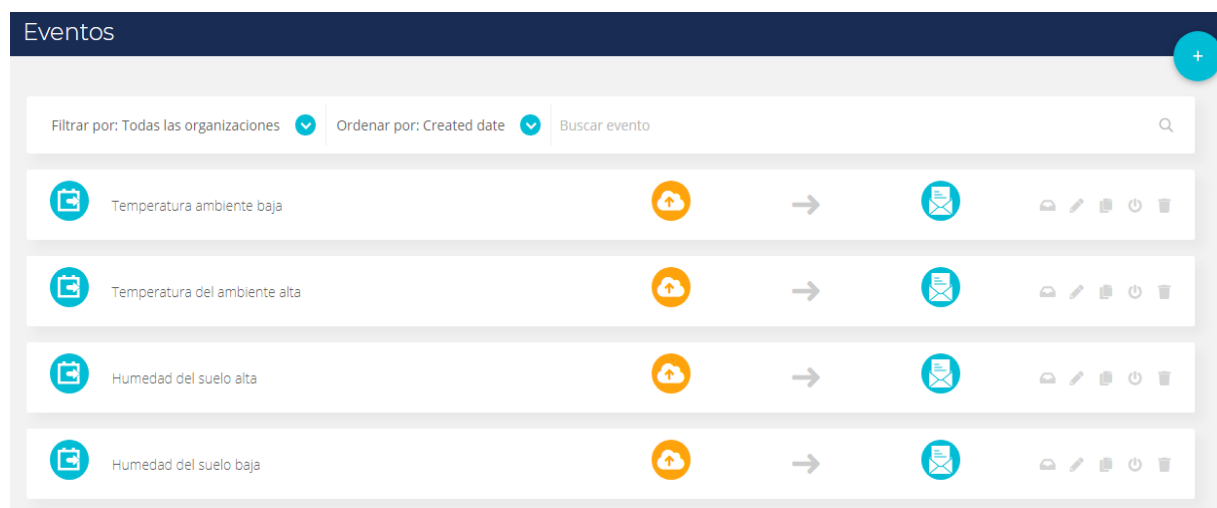 Eventos
+
Filtrar por: Todas las organizaciones Ordenar por: Created date Buscar evento
Temperatura ambiente baja
Temperatura del ambiente alta
Humedad del suelo alta
Humedad del suelo baja